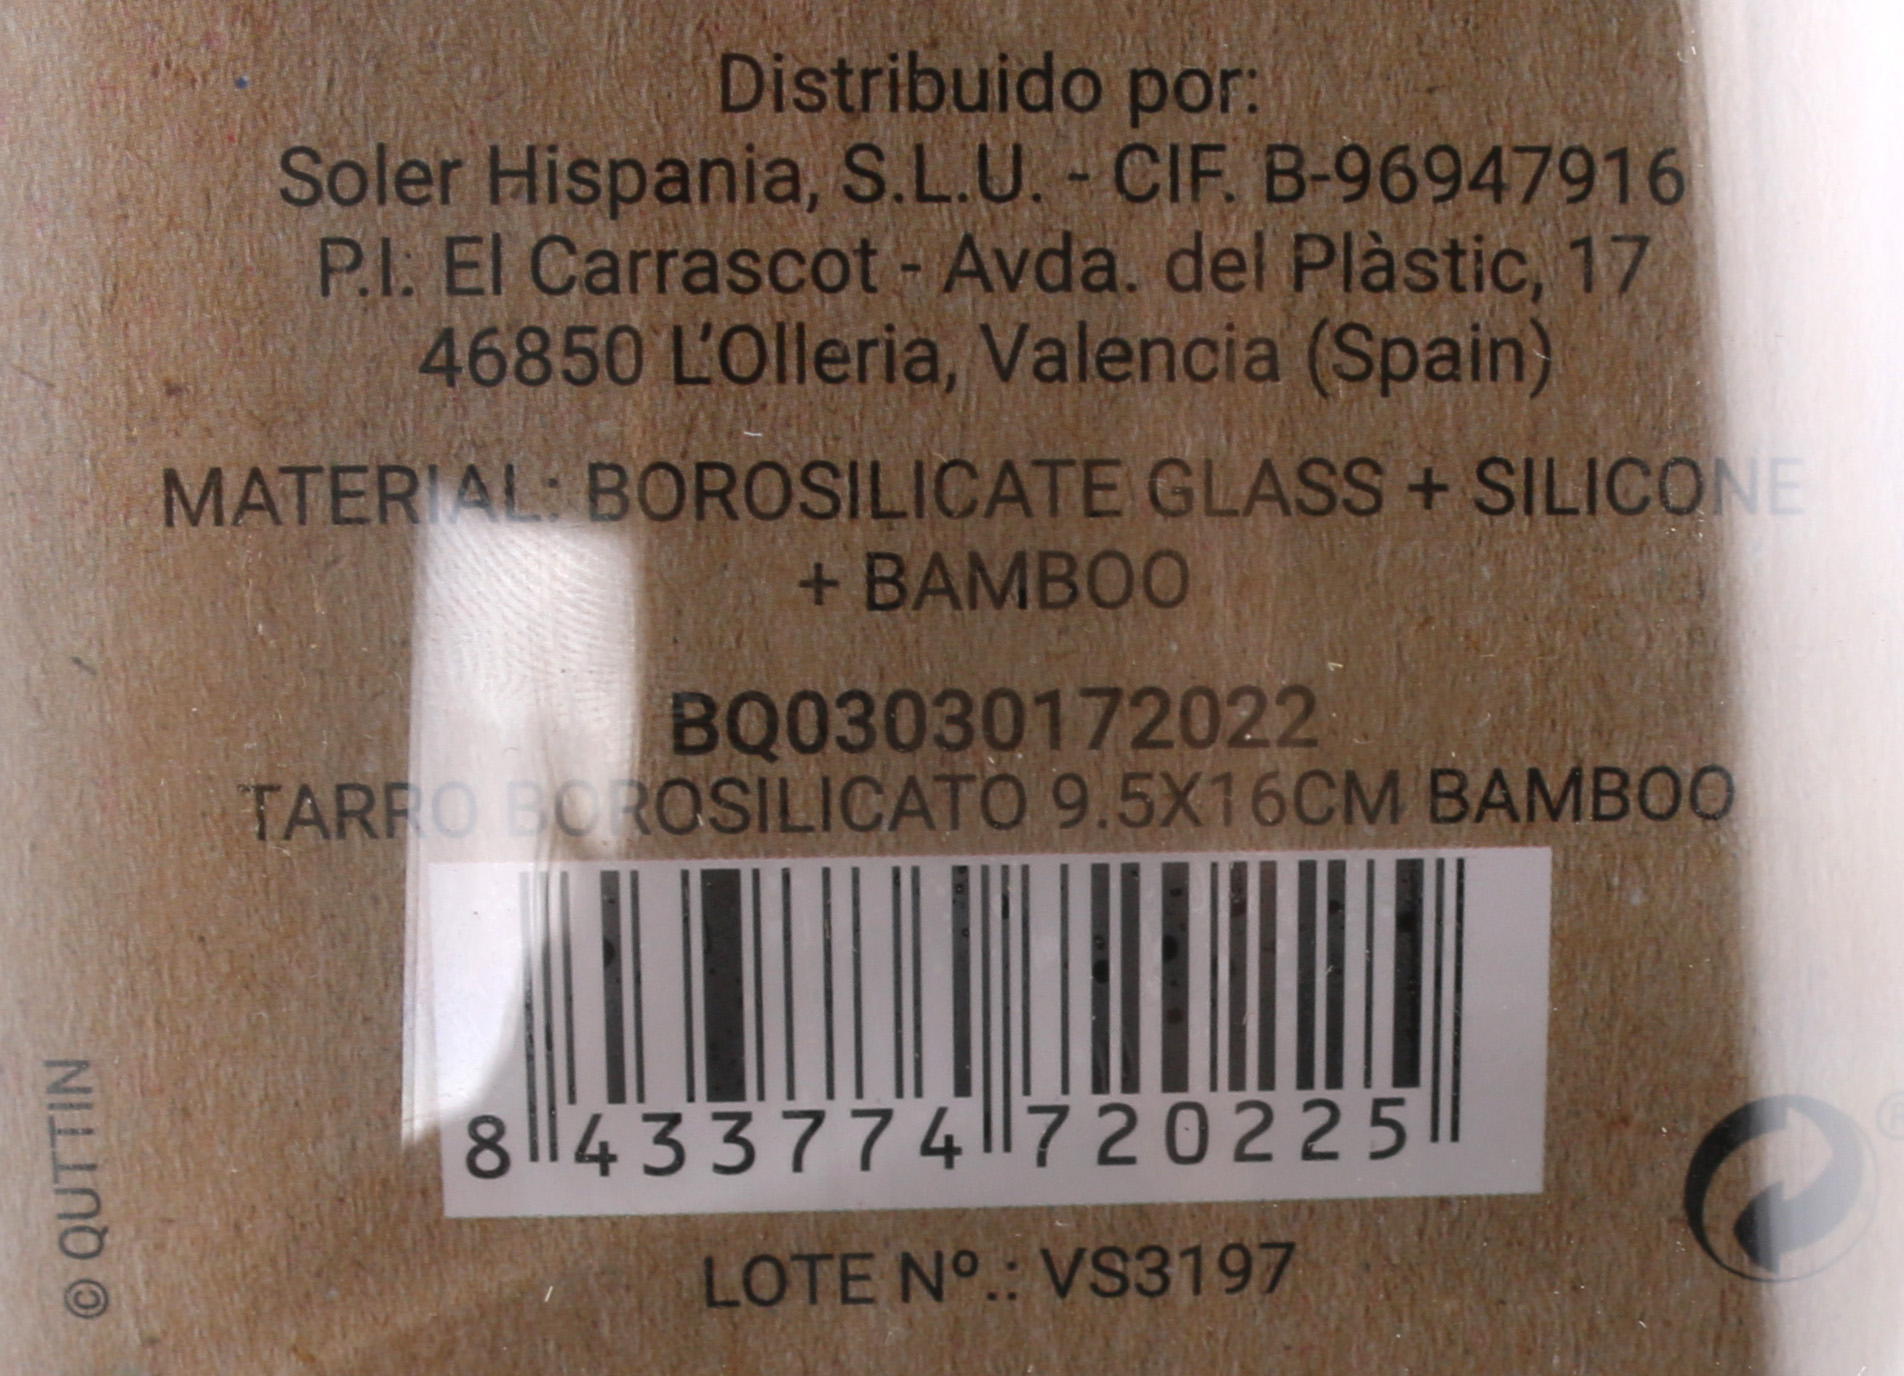 Distribuido por:
Soler Hispania, S.L.U. - CIF. B-96947916
P.I. El Carrascot - Avda. del Plàstic, 17
46850 L'Olleria, Valencia (Spain)
MATERIAL: BOROSILICATE GLASS + SILICONE
+ BAMBOO
BQ03030172022
TARRO BOROSILICATO 9.5X16CM BAMBOO
8 433774 720225
LOTE Nº.: VS3197
© QUTTIN
®